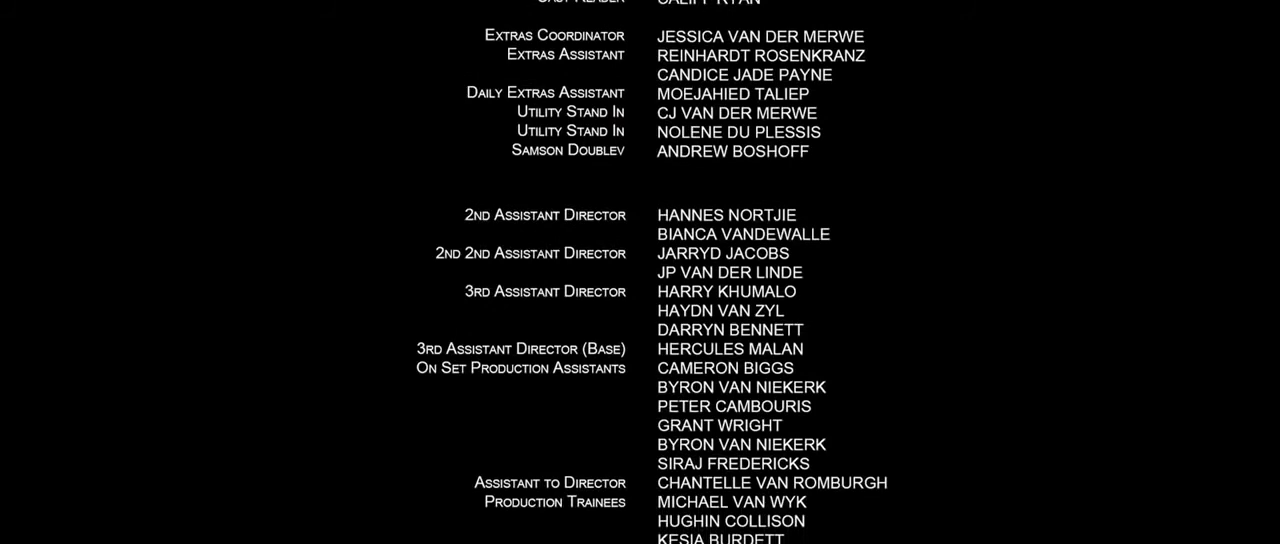 Extras Coordinator JESSICA VAN DER MERWE
Extras Assistant REINHARDT ROSENKRANZ
CANDICE JADE PAYNE
Daily Extras Assistant MOEJAHIED TALIEP
Utility Stand In CJ VAN DER MERWE
Utility Stand In NOLENE DU PLESSIS
Samson Doublev ANDREW BOSHOFF
2nd Assistant Director HANNES NORTJIE
BIANCA VANDEWALLE
2nd 2nd Assistant Director JARRYD JACOBS
JP VAN DER LINDE
3rd Assistant Director HARRY KHUMALO
HAYDN VAN ZYL
DARRYN BENNETT
3rd Assistant Director (Base) HERCULES MALAN
On Set Production Assistants CAMERON BIGGS
BYRON VAN NIEKERK
PETER CAMBOURIS
GRANT WRIGHT
BYRON VAN NIEKERK
SIRAJ FREDERICKS
Assistant to Director CHANTELLE VAN ROMBURGH
Production Trainees MICHAEL VAN WYK
HUGHIN COLLISON
KESIA BURDETT